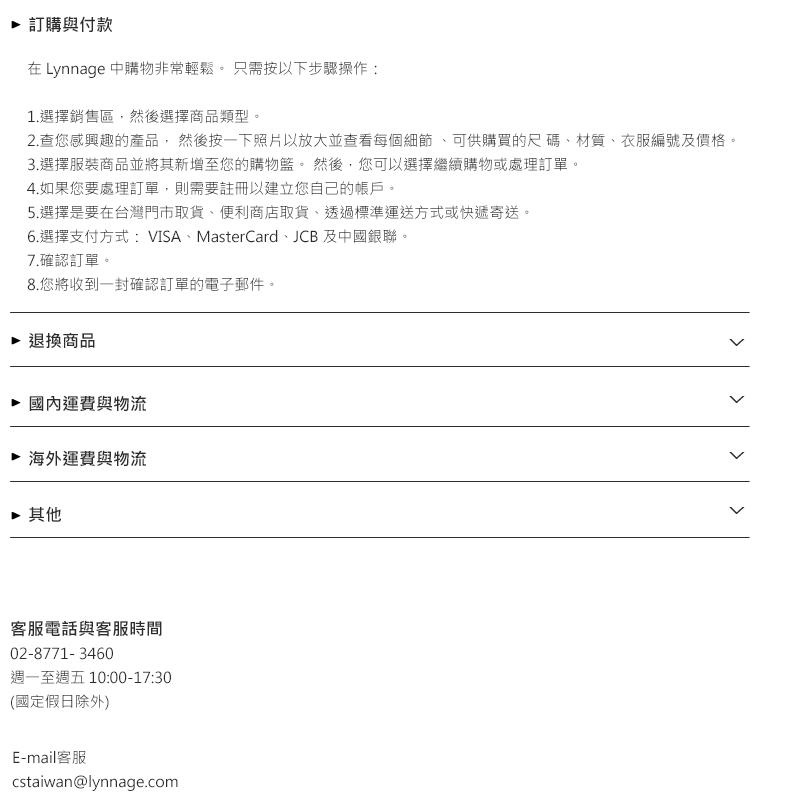 ► 訂購與付款
在 Lynnage 中購物非常輕鬆。 只需按以下步驟操作：
1.選擇銷售區，然後選擇商品類型。
2.查您感興趣的產品， 然後按一下照片以放大並查看每個細節 、可供購買的尺 碼、材質、衣服編號及價格。
3.選擇服裝商品並將其新增至您的購物籃。 然後，您可以選擇繼續購物或處理訂單。
4.如果您要處理訂單，則需要註冊以建立您自己的帳戶。
5.選擇是要在台灣門市取貨、便利商店取貨、透過標準運送方式或快遞寄送。
6.選擇支付方式： VISA、MasterCard、JCB 及中國銀聯。
7.確認訂單。
8.您將收到一封確認訂單的電子郵件。
► 退換商品
► 國內運費與物流
► 海外運費與物流
► 其他
客服電話與客服時間
02-8771- 3460
週一至週五 10:00-17:30
(國定假日除外)
E-mail客服
cstaiwan@lynnage.com